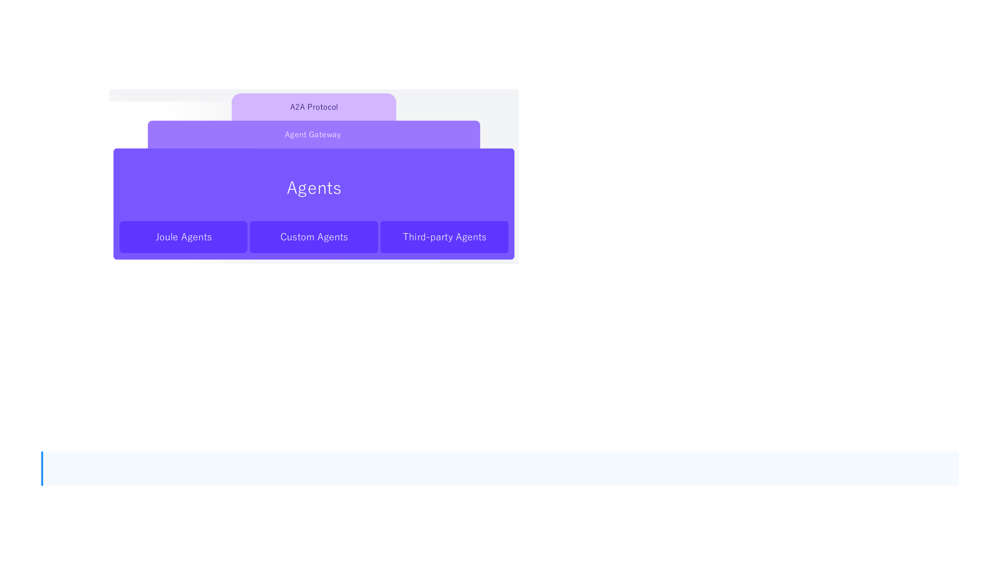 A2A Protocol
Agent Gateway
Agents
Joule Agents
Custom Agents
Third-party Agents